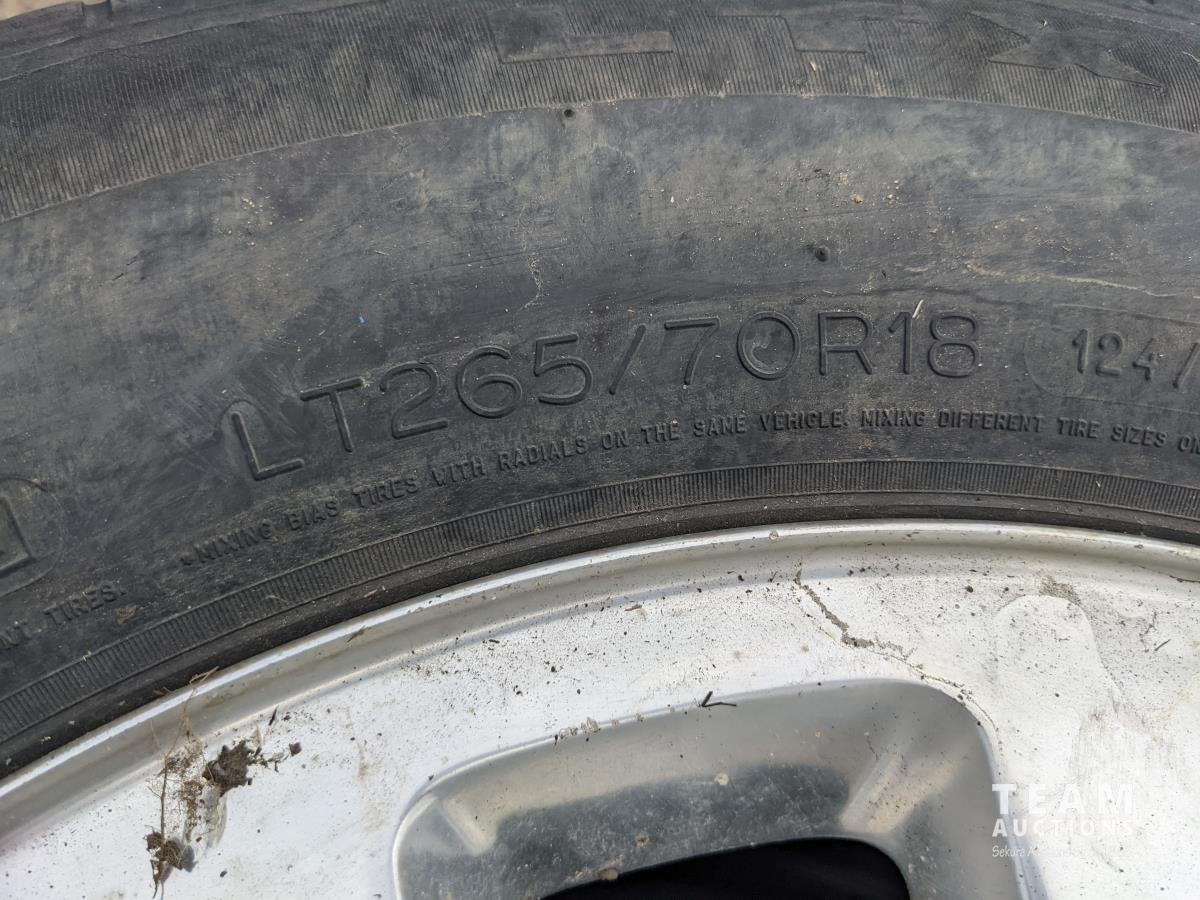 LTX
LT265/70R18 124/
*MIXING BIAS TIRES WITH RADIALS ON THE SAME VEHICLE. MIXING DIFFERENT TIRE SIZES ON
TIRES.
TEAM
AUCTIONS